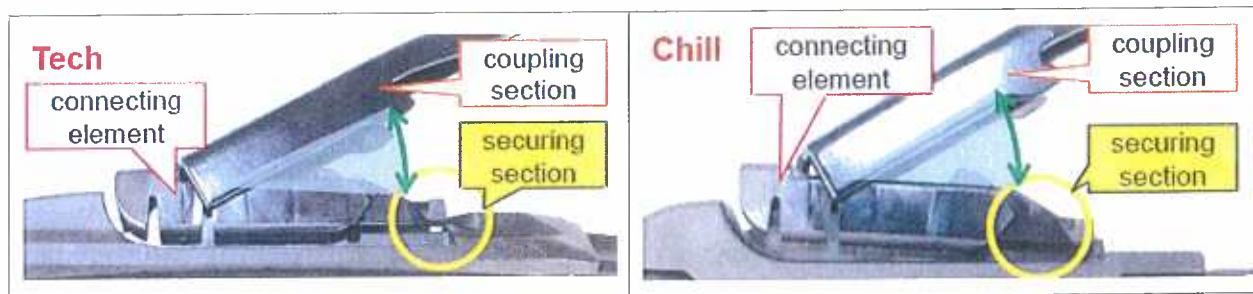 Tech
connecting
element
coupling
section
securing
section
Chill
connecting
element
coupling
section
securing
section